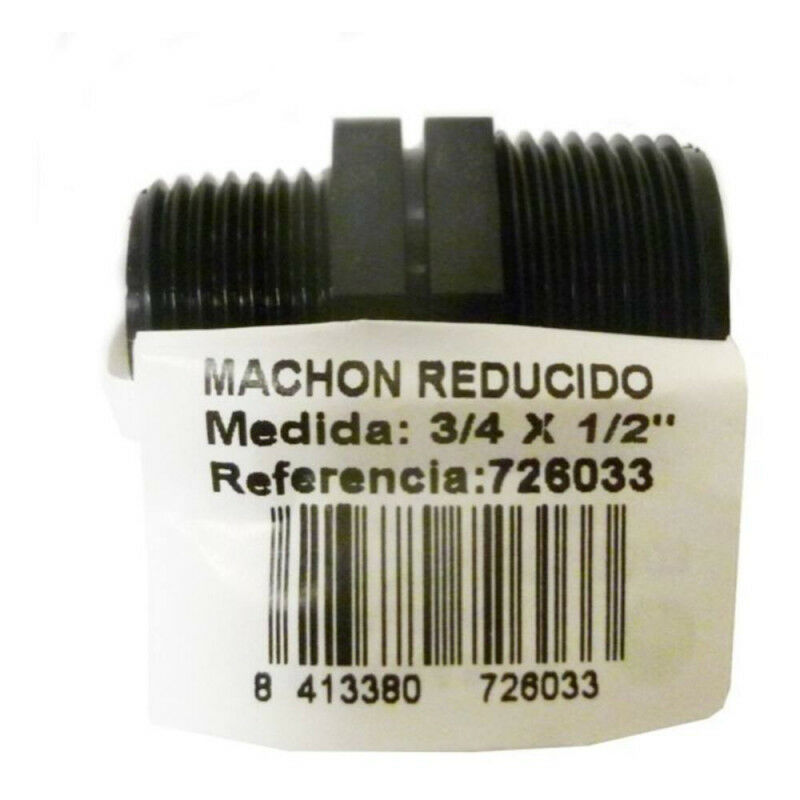 MACHON REDUCIDO
Medida: 3/4 X 1/2"
Referencia:726033
8 413380 726033